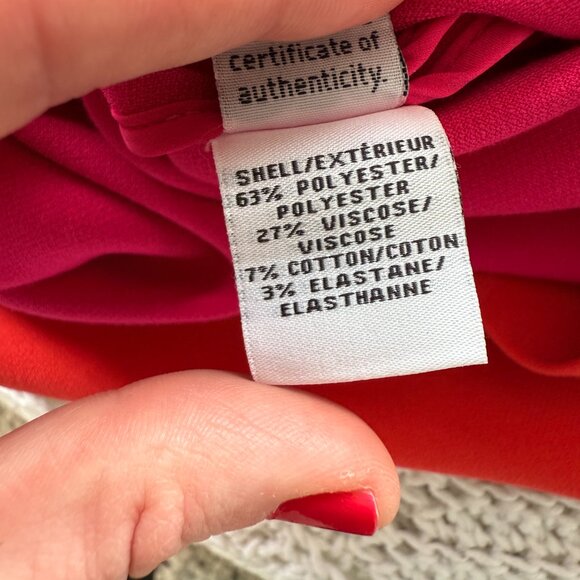 certificate of
authenticity.
SHELL/EXTÉRIEUR
63% POLYESTER/
POLYESTER
27% VISCOSE/
VISCOSE
7% COTTON/COTON
3% ELASTANE/
ELASTHANNE